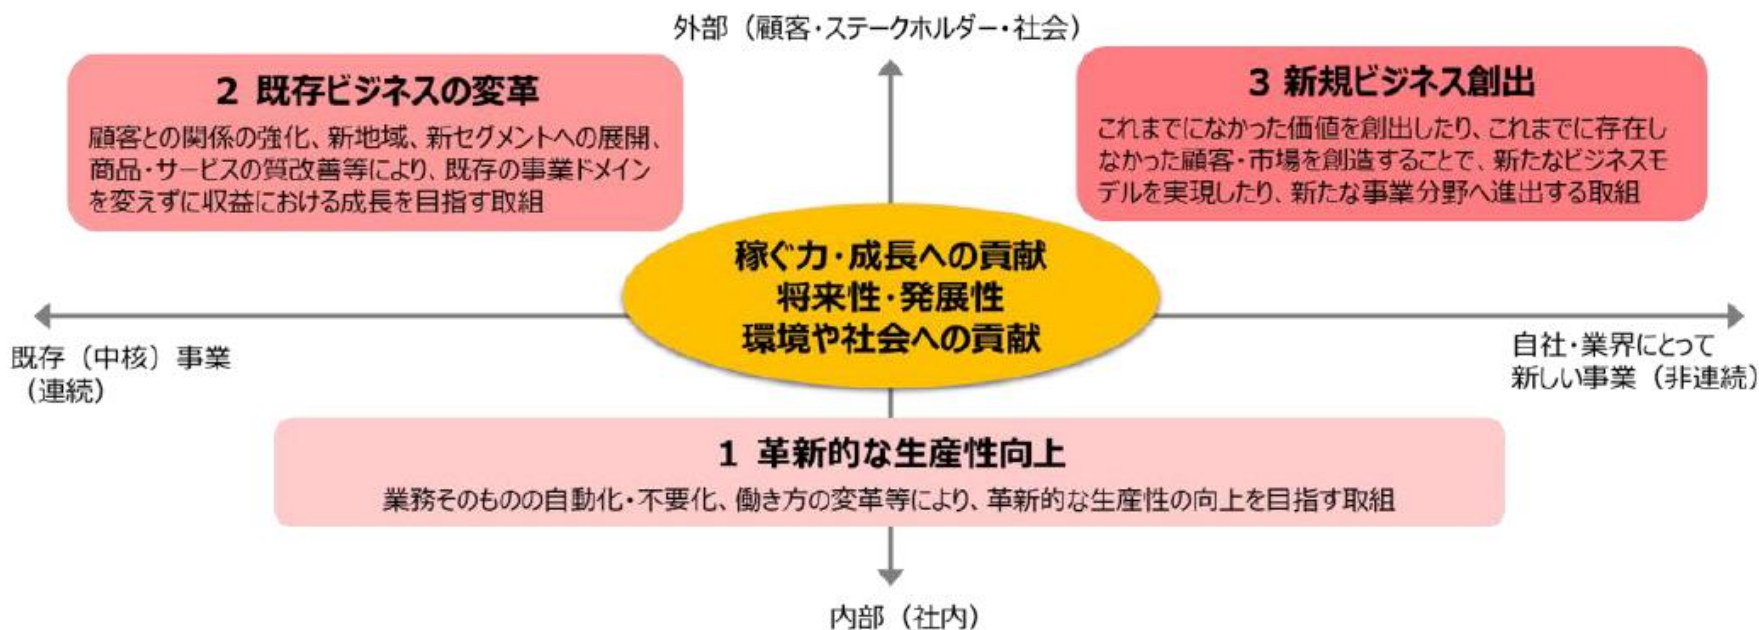 外部（顧客・ステークホルダー・社会）
2 既存ビジネスの変革
顧客との関係の強化、新地域、新セグメントへの展開、
商品・サービスの質改善等により、既存の事業ドメイン
を変えずに収益における成長を目指す取組
3 新規ビジネス創出
これまでになかった価値を創出したり、これまでに存在し
なかった顧客・市場を創造することで、新たなビジネスモ
デルを実現したり、新たな事業分野へ進出する取組
稼ぐ力・成長への貢献
将来性・発展性
環境や社会への貢献
既存（中核）事業
（連続）
自社・業界にとって
新しい事業（非連続）
1 革新的な生産性向上
業務そのものの自動化・不要化、働き方の変革等により、革新的な生産性の向上を目指す取組
内部（社内）